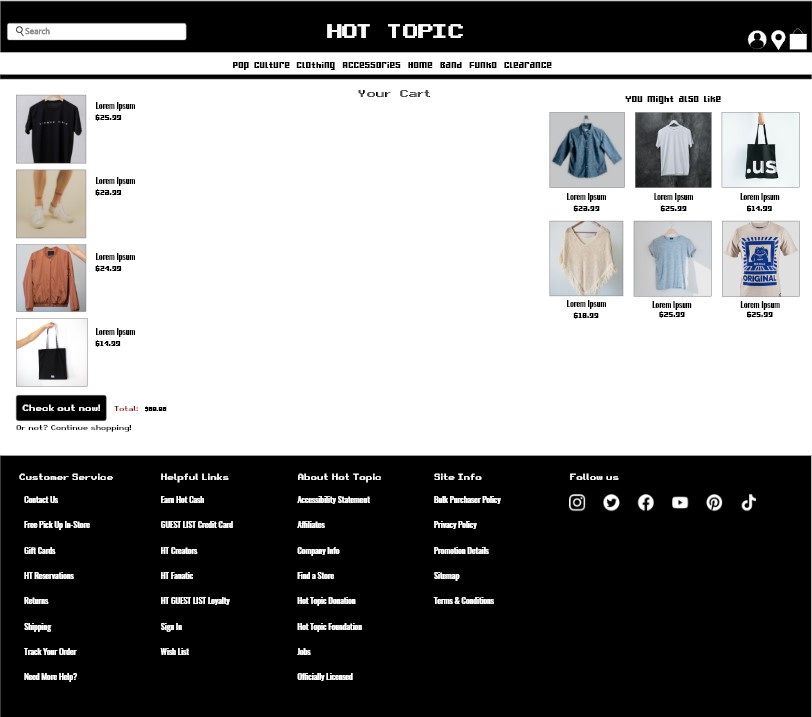 Search
HOT TOPIC
Pop Culture Clothing Accessories Home Band Funko Clearance
Your Cart
Lorem Ipsum
$25.99
Lorem Ipsum
Lorem Ipsum
$24.99
Lorem Ipsum
$14.99
Check out now! Total:
Or not? Continue shopping!
You might also like
Lorem Ipsum
Lorem Ipsum
$25.99
Lorem Ipsum
$14.99
.us
Lorem Ipsum
$18.99
Lorem Ipsum
$25.99
ORIGINAL
Lorem Ipsum
$25.99
Customer Service
Contact Us
Free Pick Up In-Store
Gift Cards
HT Reservations
Returns
Shipping
Track Your Order
Need More Help?
Helpful Links
Earn Hot Cash
GUEST LIST Credit Card
HT Creators
HT Fanatic
HT GUEST LIST Loyalty
Sign In
Wish List
About Hot Topic
Accessibility Statement
Affiliates
Company Info
Find a Store
Hot Topic Donation
Hot Topic Foundation
Jobs
Officially Licensed
Site Info
Bulk Purchaser Policy
Privacy Policy
Promotion Details
Sitemap
Terms & Conditions
Follow us